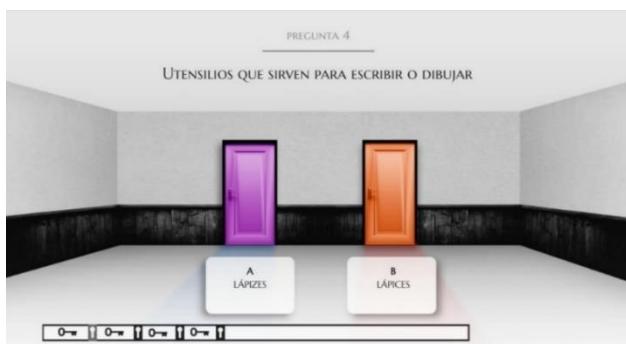 PREGUNTA 4
UTENSILIOS QUE SIRVEN PARA ESCRIBIR O DIBUJAR
A
LÁPIZES
B
LÁPICES